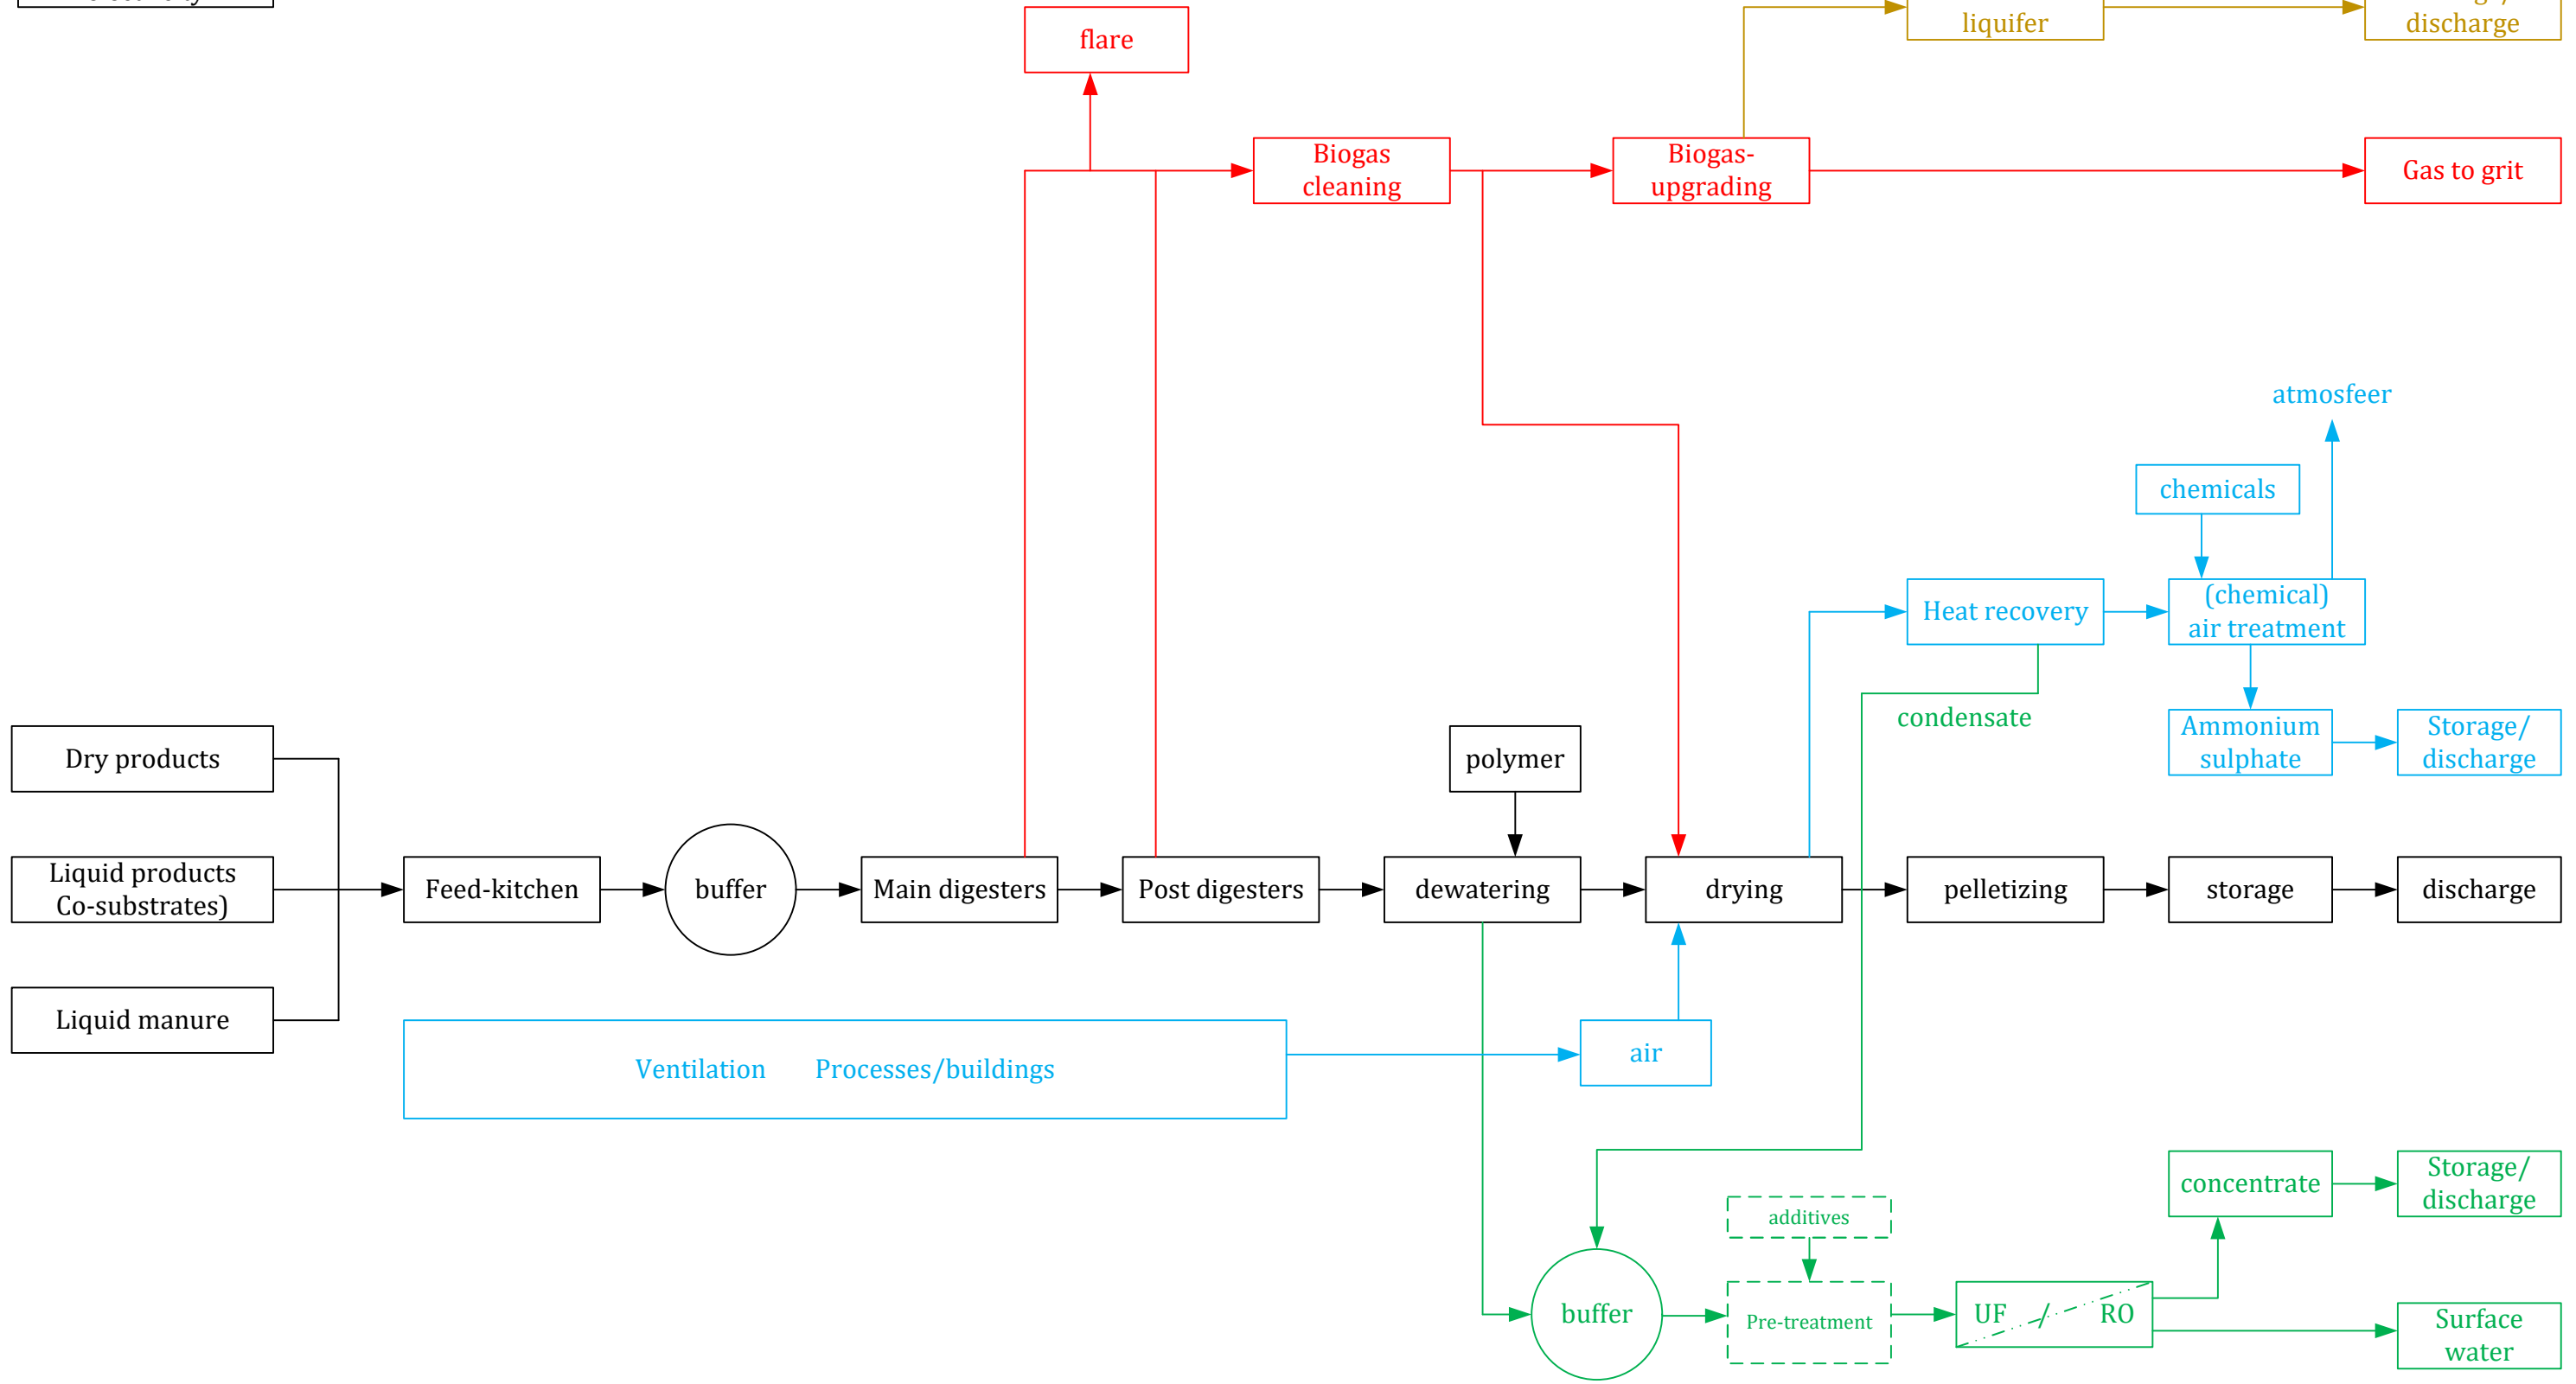 flare
liquifer
discharge
Biogas
cleaning
Biogas-
upgrading
Gas to grit
atmosfeer
chemicals
Heat recovery
(chemical)
air treatment
condensate
Ammonium
sulphate
Storage/
discharge
Dry products
polymer
Liquid products
Co-substrates)
Feed-kitchen
buffer
Main digesters
Post digesters
dewatering
drying
pelletizing
storage
discharge
Liquid manure
Ventilation Processes/buildings
air
concentrate
Storage/
discharge
additives
buffer
Pre-treatment
UF / RO
Surface
water